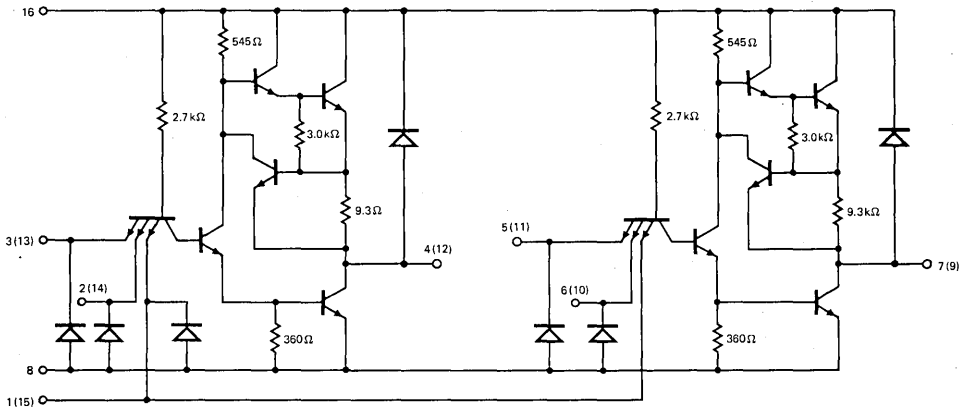 16
545Ω
545Ω
2.7kΩ
3.0kΩ
2.7kΩ
3.0kΩ
9.3Ω
9.3kΩ
3(13)
4(12)
5(11)
7(9)
2(14)
6(10)
360Ω
360Ω
8
1(15)